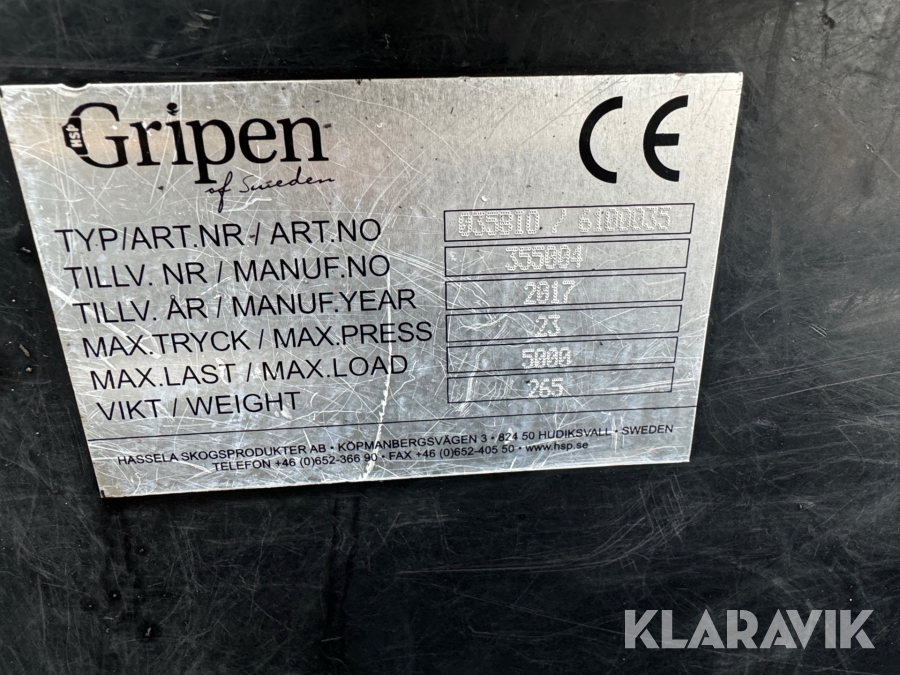 HSP Gripen
of Sweden
CE
TYP/ART.NR./ ART.NO 035810 / 6100035
TILLV. NR / MANUF.NO 355004
TILLV. ÅR / MANUF.YEAR 2017
MAX.TRYCK / MAX.PRESS 23
MAX.LAST / MAX.LOAD 5000
VIKT / WEIGHT 265
HASSELA SKOGSPRODUKTER AB • KÖPMANBERGSVÄGEN 3 • 824 50 HUDIKSVALL • SWEDEN
TELEFON +46 (0)652-366 90 • FAX +46 (0)652-405 50 • www.hsp.se
KLARAVIK